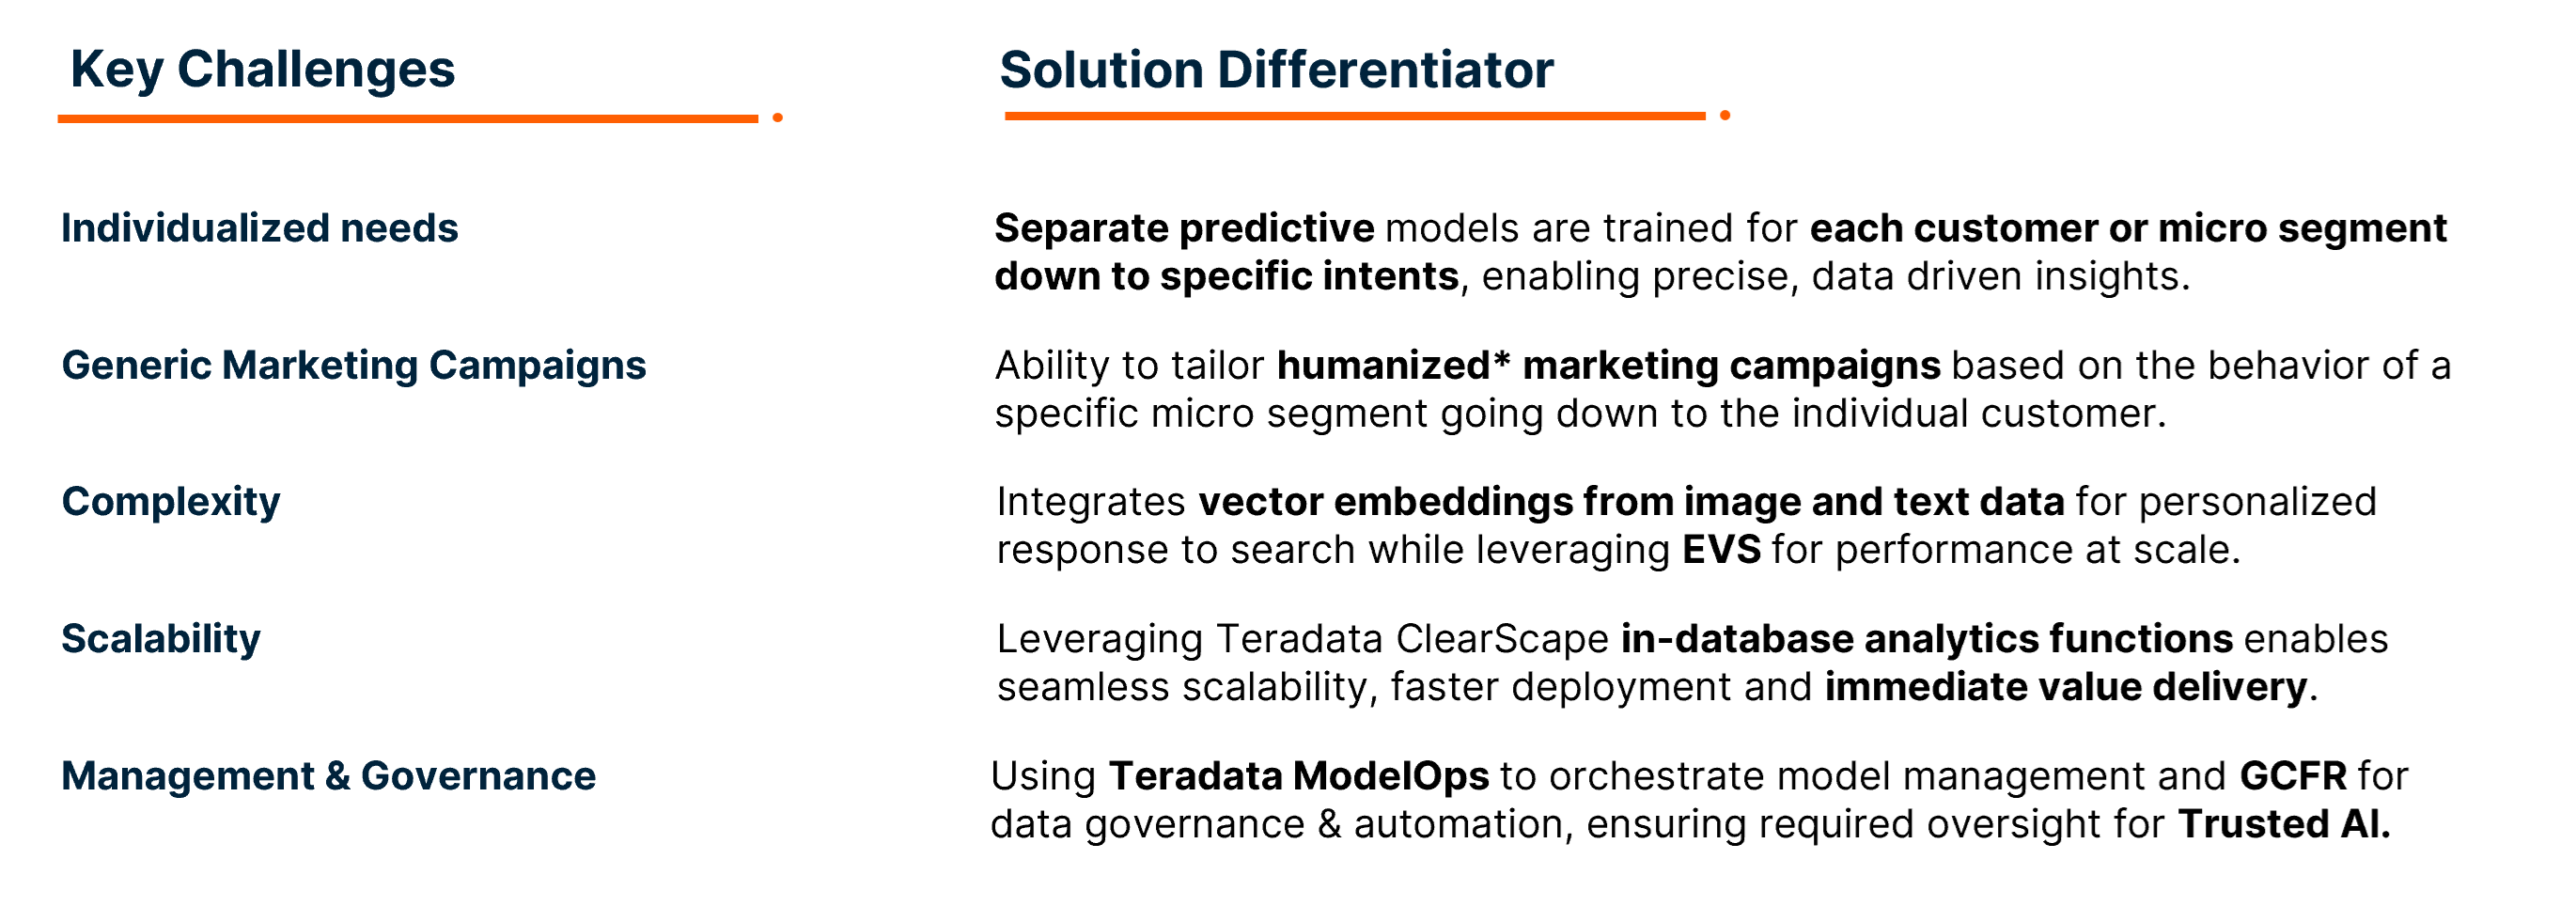 Key Challenges
Solution Differentiator
Individualized needs
Separate predictive models are trained for each customer or micro segment
down to specific intents, enabling precise, data driven insights.
Generic Marketing Campaigns
Ability to tailor humanized* marketing campaigns based on the behavior of a
specific micro segment going down to the individual customer.
Complexity
Integrates vector embeddings from image and text data for personalized
response to search while leveraging EVS for performance at scale.
Scalability
Leveraging Teradata ClearScape in-database analytics functions enables
seamless scalability, faster deployment and immediate value delivery.
Management & Governance
Using Teradata ModelOps to orchestrate model management and GCFR for
data governance & automation, ensuring required oversight for Trusted AI.